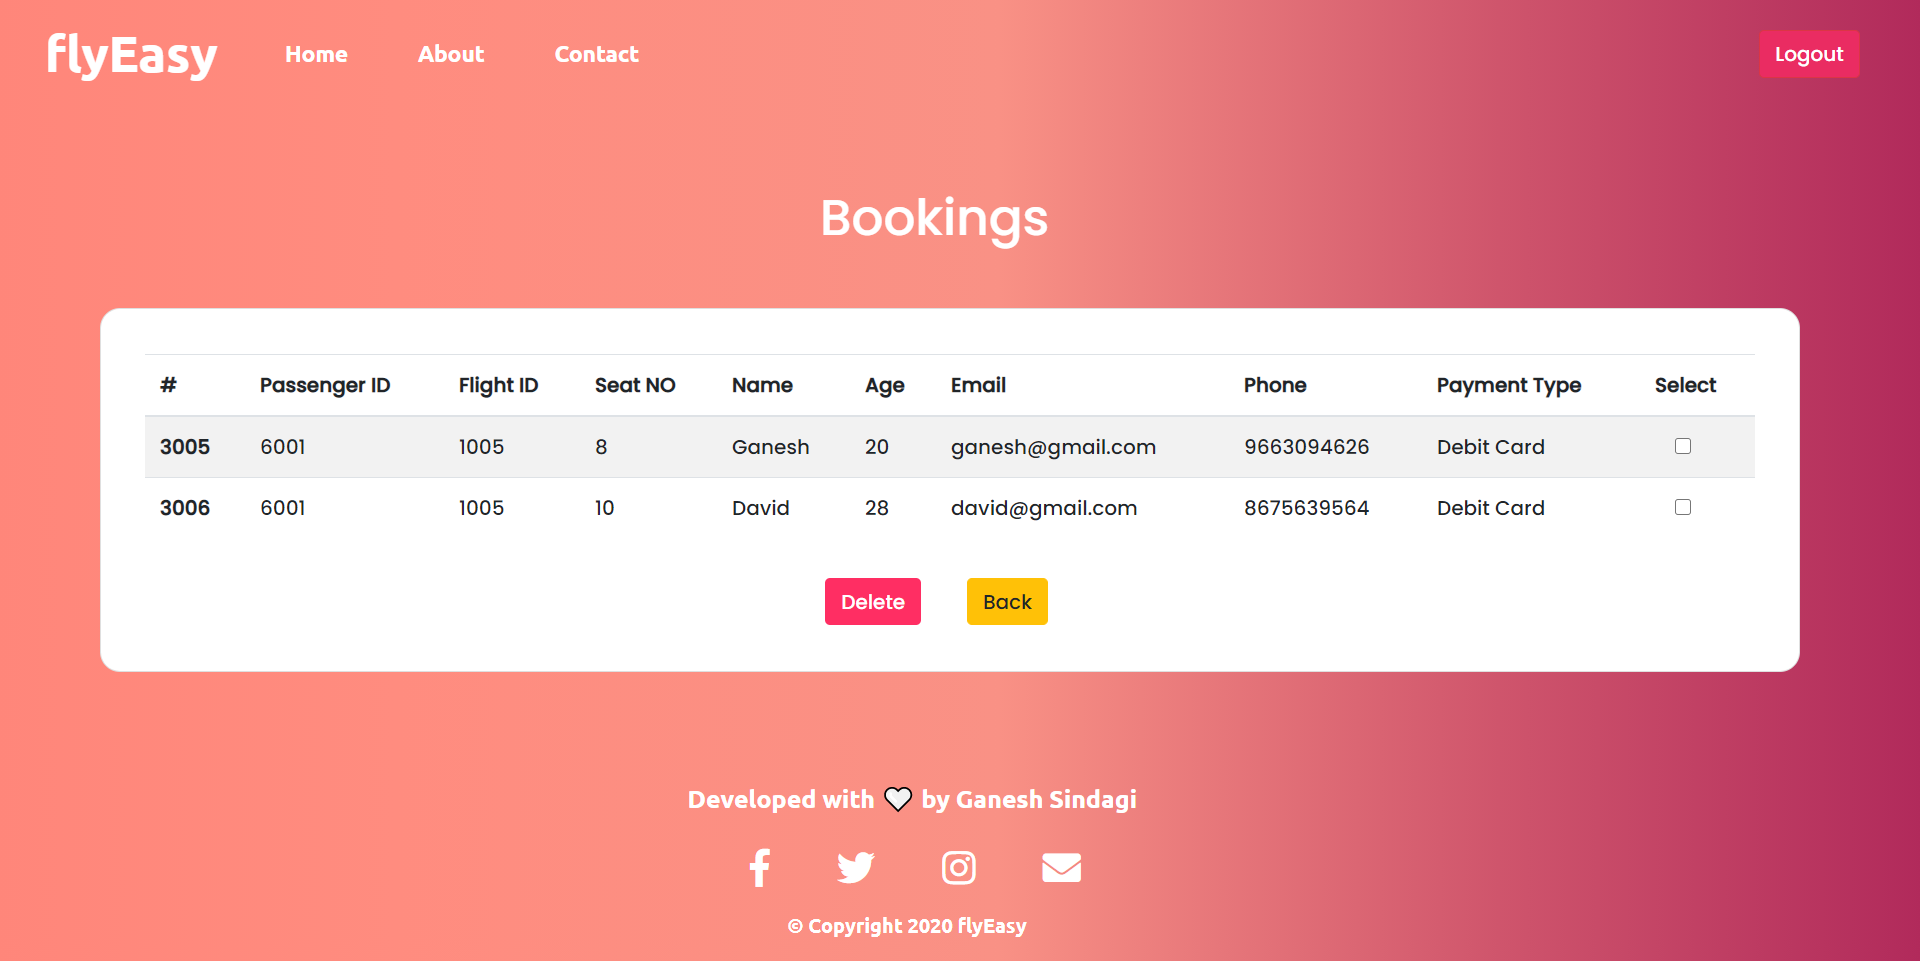 flyEasy Home About Contact Logout
Bookings
# Passenger ID Flight ID Seat NO Name Age Email Phone Payment Type Select
3005 6001 1005 8 Ganesh 20 ganesh@gmail.com 9663094626 Debit Card
3006 6001 1005 10 David 28 david@gmail.com 8675639564 Debit Card
Delete Back
Developed with by Ganesh Sindagi
© Copyright 2020 flyEasy